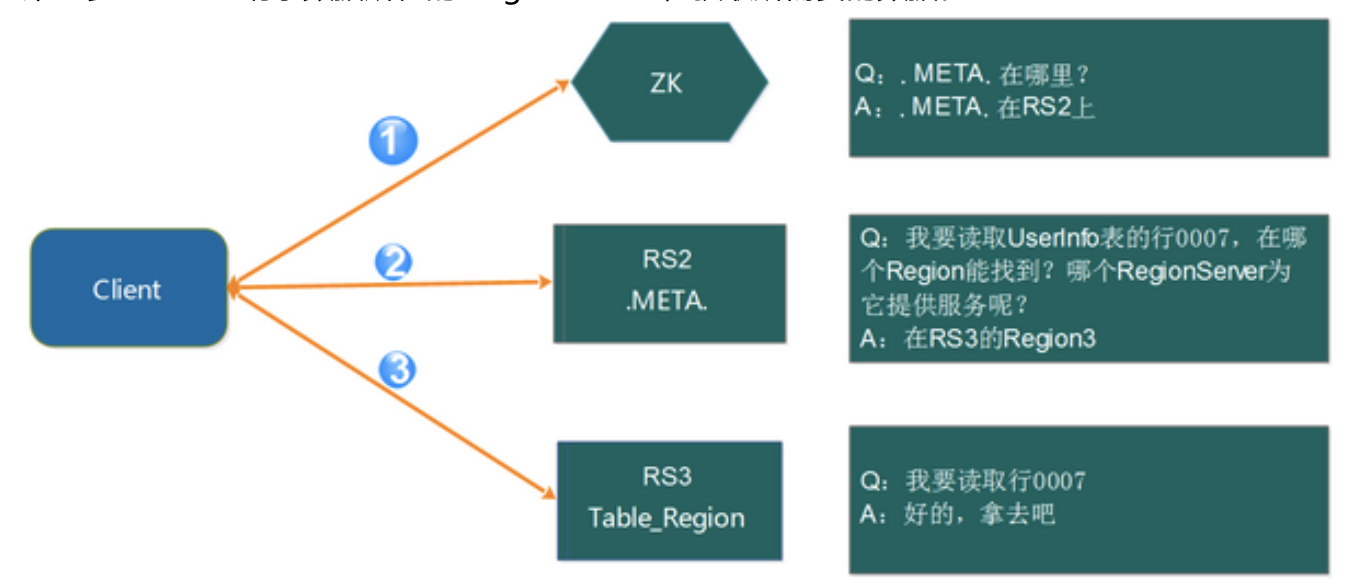 ZK
Q：.META.在哪里？
A：.META.在RS2上
1
Client
2
RS2
.META.
Q：我要读取UserInfo表的行0007，在哪
个Region能找到？哪个RegionServer为
它提供服务呢？
A：在RS3的Region3
3
RS3
Table_Region
Q：我要读取行0007
A：好的，拿去吧